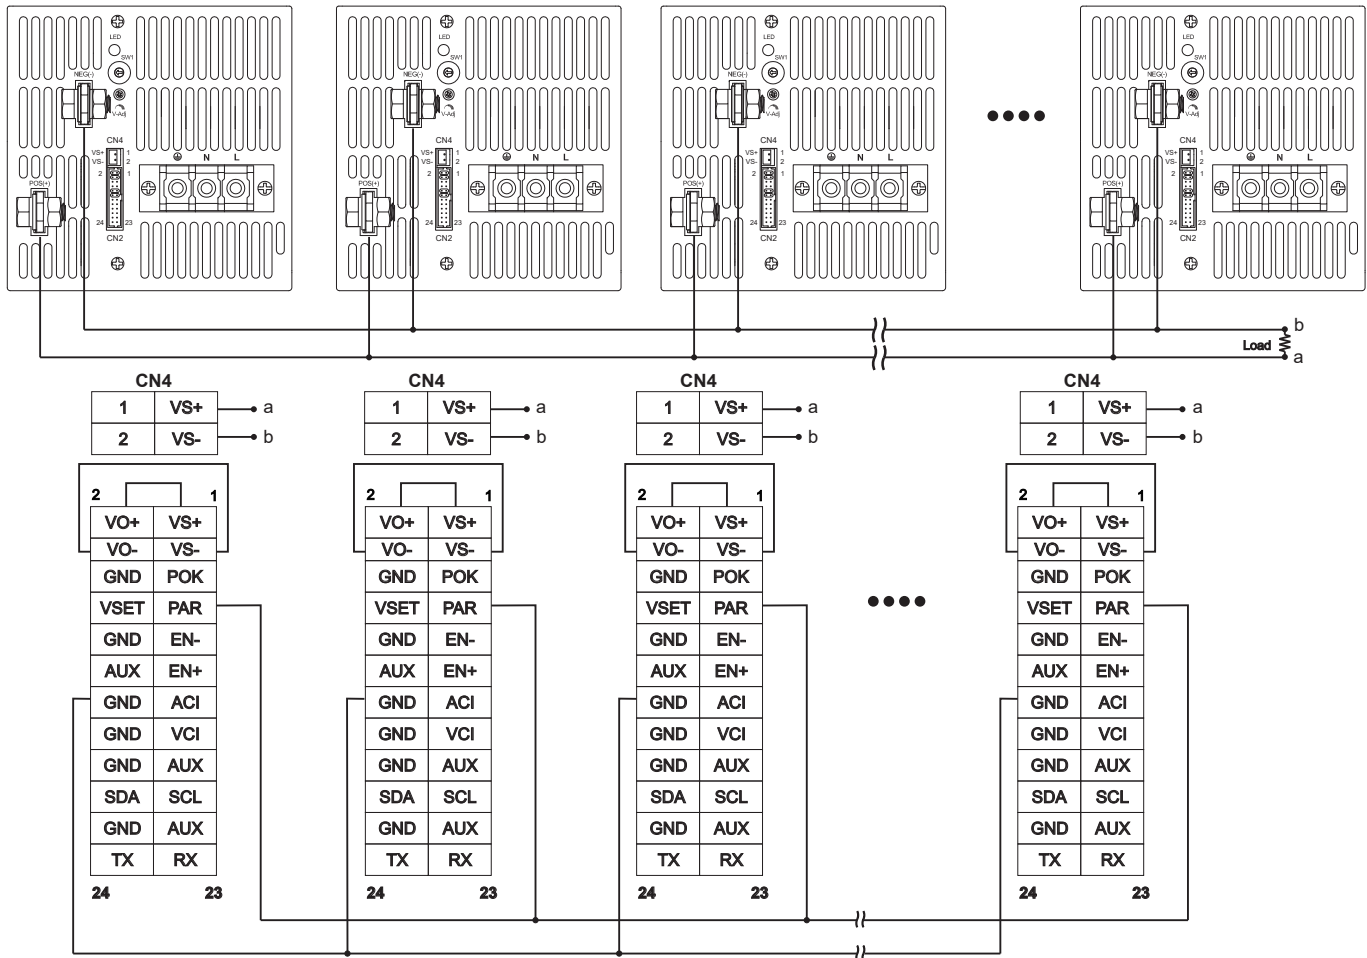 LED LED LED LED
SW1 SW1 SW1 SW1
NEG(-) NEG(-) NEG(-) NEG(-)
V-Adj V-Adj V-Adj V-Adj
CN4 CN4 CN4 CN4
VS+ 1 VS+ 1 VS+ 1 VS+ 1
VS- 2 N L VS- 2 N L VS- 2 N L VS- 2 N L
2 1 2 1 2 1 2 1
POS(+) POS(+) POS(+) POS(+)
24 23 24 23 24 23 24 23
CN2 CN2 CN2 CN2
b
Load
a
CN4 CN4 CN4 CN4
1 VS+ a 1 VS+ a 1 VS+ a 1 VS+ a
2 VS- b 2 VS- b 2 VS- b 2 VS- b
2 1 2 1 2 1 2 1
VO+ VS+ VO+ VS+ VO+ VS+ VO+ VS+
VO- VS- VO- VS- VO- VS- VO- VS-
GND POK GND POK GND POK GND POK
VSET PAR VSET PAR VSET PAR VSET PAR
GND EN- GND EN- GND EN- GND EN-
AUX EN+ AUX EN+ AUX EN+ AUX EN+
GND ACI GND ACI GND ACI GND ACI
GND VCI GND VCI GND VCI GND VCI
GND AUX GND AUX GND AUX GND AUX
SDA SCL SDA SCL SDA SCL SDA SCL
GND AUX GND AUX GND AUX GND AUX
TX RX TX RX TX RX TX RX
24 23 24 23 24 23 24 23